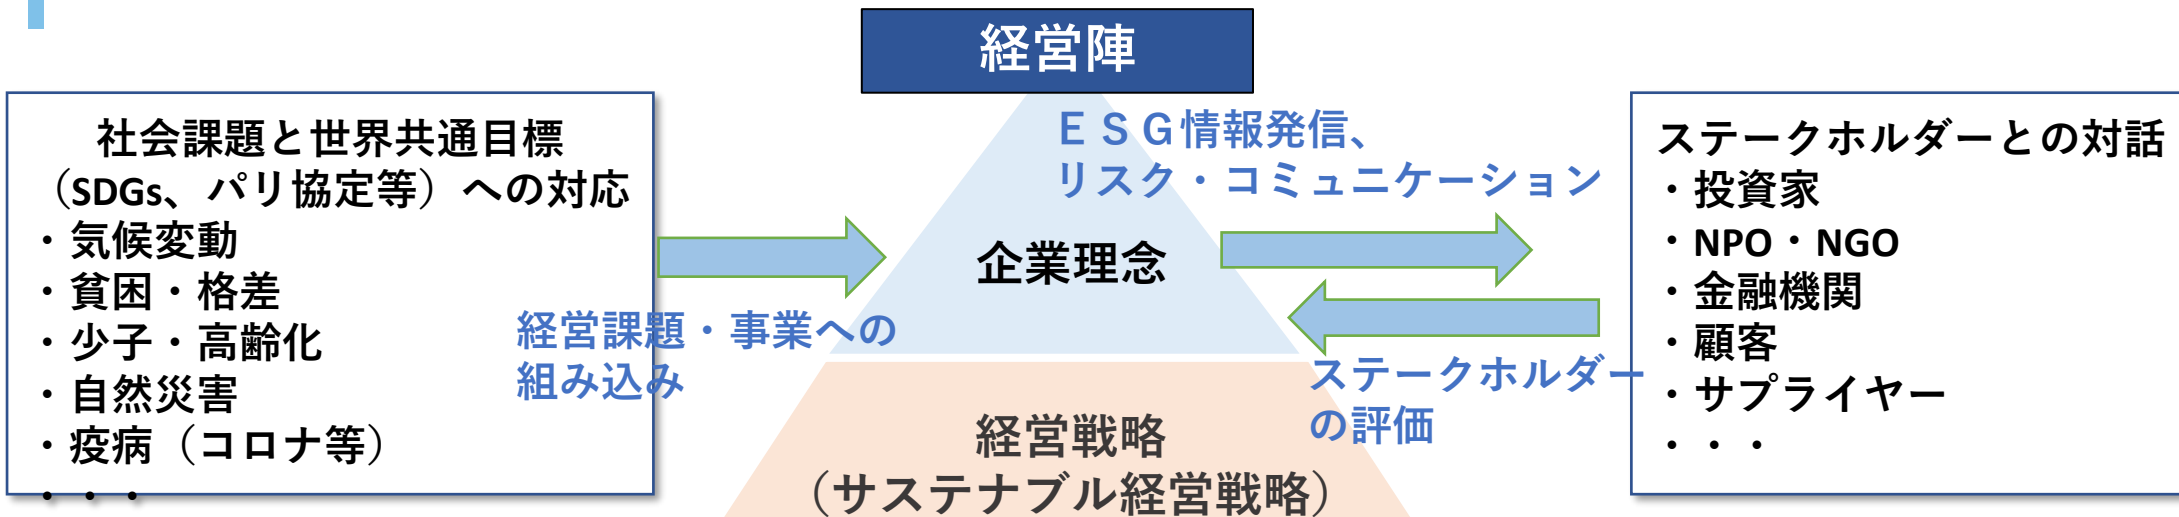 経営陣
社会課題と世界共通目標
（SDGs、パリ協定等）への対応
・気候変動
・貧困・格差
・少子・高齢化
・自然災害
・疫病（コロナ等）
・・・
経営課題・事業への
組み込み
ＥＳＧ情報発信、
リスク・コミュニケーション
企業理念
経営戦略
（サステナブル経営戦略）
ステークホルダー
の評価
ステークホルダーとの対話
・投資家
・NPO・NGO
・金融機関
・顧客
・サプライヤー
・・・